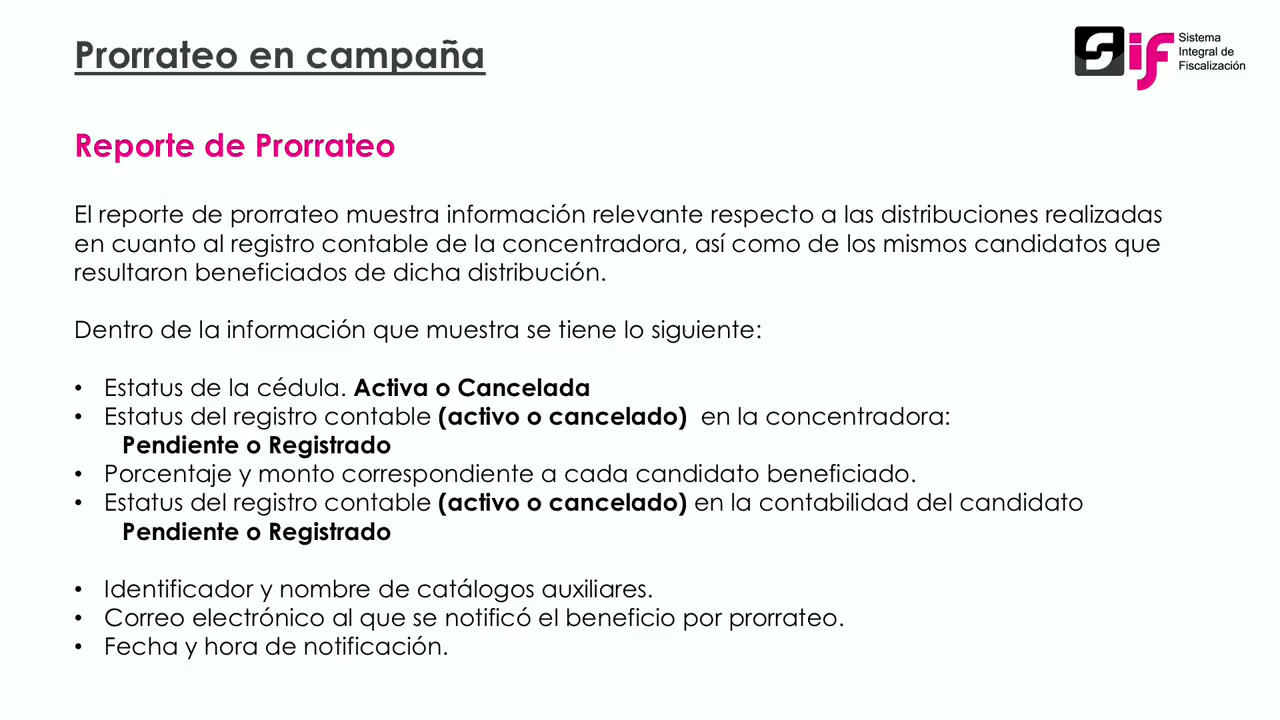 Prorrateo en campaña
Sif
Sistema
Integral de
Fiscalización
Reporte de Prorrateo
El reporte de prorrateo muestra información relevante respecto a las distribuciones realizadas
en cuanto al registro contable de la concentradora, así como de los mismos candidatos que
resultaron beneficiados de dicha distribución.
Dentro de la información que muestra se tiene lo siguiente:
• Estatus de la cédula. Activa o Cancelada
• Estatus del registro contable (activo o cancelado) en la concentradora:
Pendiente o Registrado
• Porcentaje y monto correspondiente a cada candidato beneficiado.
• Estatus del registro contable (activo o cancelado) en la contabilidad del candidato
Pendiente o Registrado
• Identificador y nombre de catálogos auxiliares.
• Correo electrónico al que se notificó el beneficio por prorrateo.
• Fecha y hora de notificación.